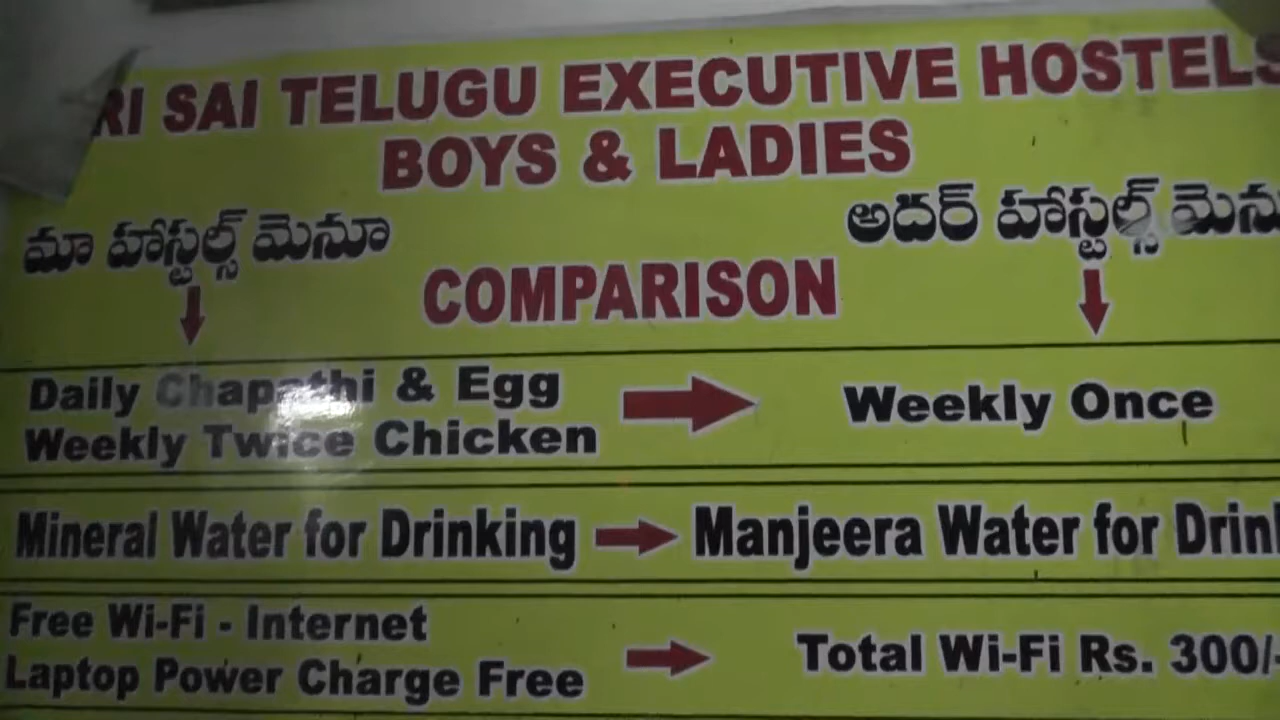 RI SAI TELUGU EXECUTIVE HOSTELS
BOYS & LADIES
మా హాస్టల్స్ మెనూ
అదర్ హాస్టల్స్ మెను
COMPARISON
Daily Chapathi & Egg
Weekly Twice Chicken
Weekly Once
Mineral Water for Drinking
Manjeera Water for Drin
Free Wi-Fi - Internet
Laptop Power Charge Free
Total Wi-Fi Rs. 300/-